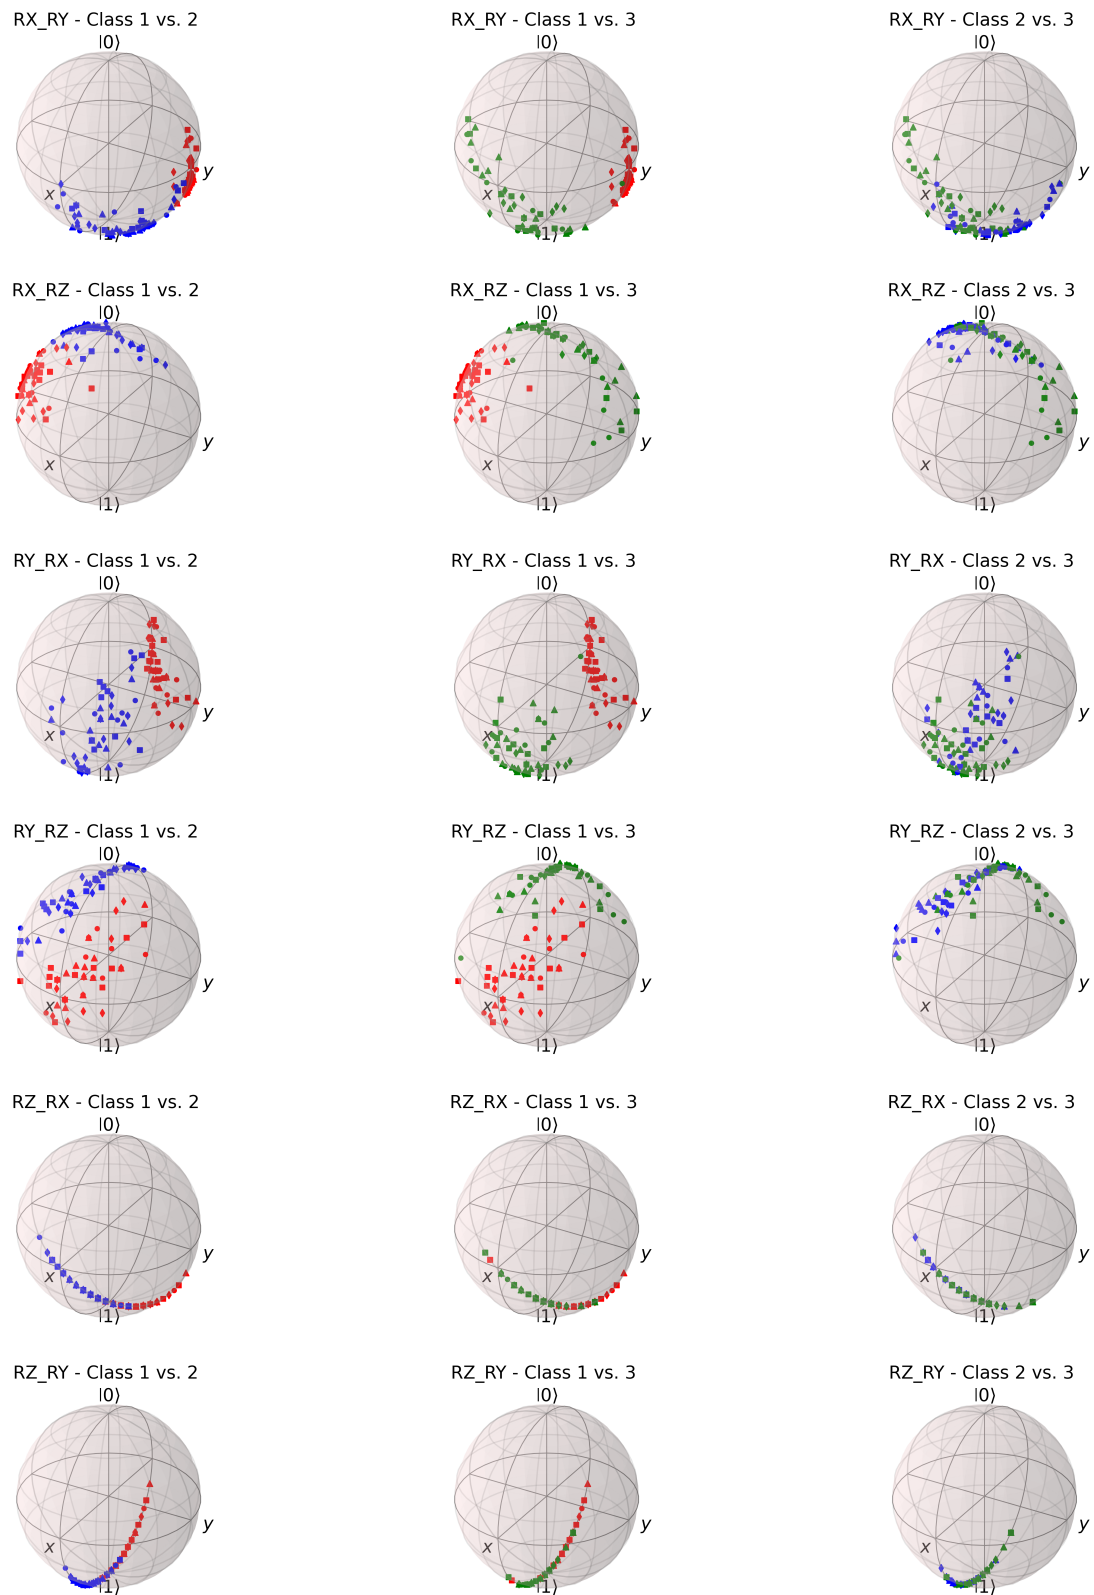 RX_RY - Class 1 vs. 2
RX_RY - Class 1 vs. 3
RX_RY - Class 2 vs. 3
|0⟩
|0⟩
|0⟩
y
y
y
x
x
x
|1⟩
|1⟩
|1⟩
RX_RZ - Class 1 vs. 2
RX_RZ - Class 1 vs. 3
RX_RZ - Class 2 vs. 3
|0⟩
|0⟩
|0⟩
y
y
y
x
x
x
|1⟩
|1⟩
|1⟩
RY_RX - Class 1 vs. 2
RY_RX - Class 1 vs. 3
RY_RX - Class 2 vs. 3
|0⟩
|0⟩
|0⟩
y
y
y
x
x
x
|1⟩
|1⟩
|1⟩
RY_RZ - Class 1 vs. 2
RY_RZ - Class 1 vs. 3
RY_RZ - Class 2 vs. 3
|0⟩
|0⟩
|0⟩
y
y
y
x
x
x
|1⟩
|1⟩
|1⟩
RZ_RX - Class 1 vs. 2
RZ_RX - Class 1 vs. 3
RZ_RX - Class 2 vs. 3
|0⟩
|0⟩
|0⟩
y
y
y
x
x
x
|1⟩
|1⟩
|1⟩
RZ_RY - Class 1 vs. 2
RZ_RY - Class 1 vs. 3
RZ_RY - Class 2 vs. 3
|0⟩
|0⟩
|0⟩
y
y
y
x
x
x
|1⟩
|1⟩
|1⟩